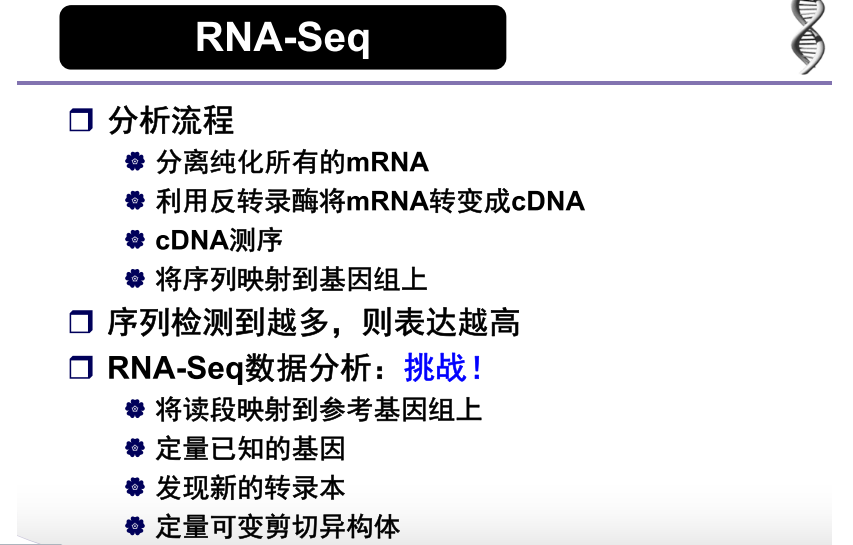 RNA-Seq
分析流程
分离纯化所有的mRNA
利用反转录酶将mRNA转变成cDNA
cDNA测序
将序列映射到基因组上
序列检测到越多，则表达越高
RNA-Seq数据分析：挑战！
将读段映射到参考基因组上
定量已知的基因
发现新的转录本
定量可变剪切异构体